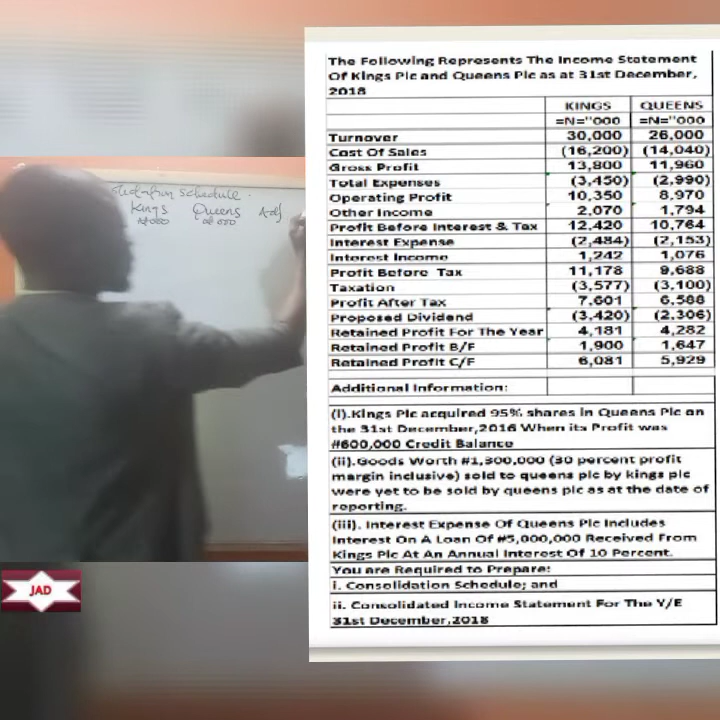 Schedule.
Kings Queens Adj
₦'000 ₦'000
JAD
The Following Represents The Income Statement
Of Kings Plc and Queens Plc as at 31st December,
2018
KINGS QUEENS
=N="000 =N="000
Turnover 30,000 26,000
Cost Of Sales (16,200) (14,040)
Gross Profit 13,800 11,960
Total Expenses (3,450) (2,990)
Operating Profit 10,350 8,970
Other Income 2,070 1,794
Profit Before Interest & Tax 12,420 10,764
Interest Expense (2,484) (2,153)
Interest Income 1,242 1,076
Profit Before Tax 11,178 9,688
Taxation (3,577) (3,100)
Profit After Tax 7,601 6,588
Proposed Dividend (3,420) (2,306)
Retained Profit For The Year 4,181 4,282
Retained Profit B/F 1,900 1,647
Retained Profit C/F 6,081 5,929
Additional Information:
(i).Kings Plc acquired 95% shares in Queens Plc on
the 31st December,2016 When its Profit was
#600,000 Credit Balance
(ii).Goods Worth #1,300,000 (30 percent profit
margin inclusive) sold to queens plc by kings plc
were yet to be sold by queens plc as at the date of
reporting.
(iii). Interest Expense Of Queens Plc Includes
Interest On A Loan Of #5,000,000 Received From
Kings Plc At An Annual Interest Of 10 Percent.
You are Required to Prepare:
i. Consolidation Schedule; and
ii. Consolidated Income Statement For The Y/E
31st December,2018